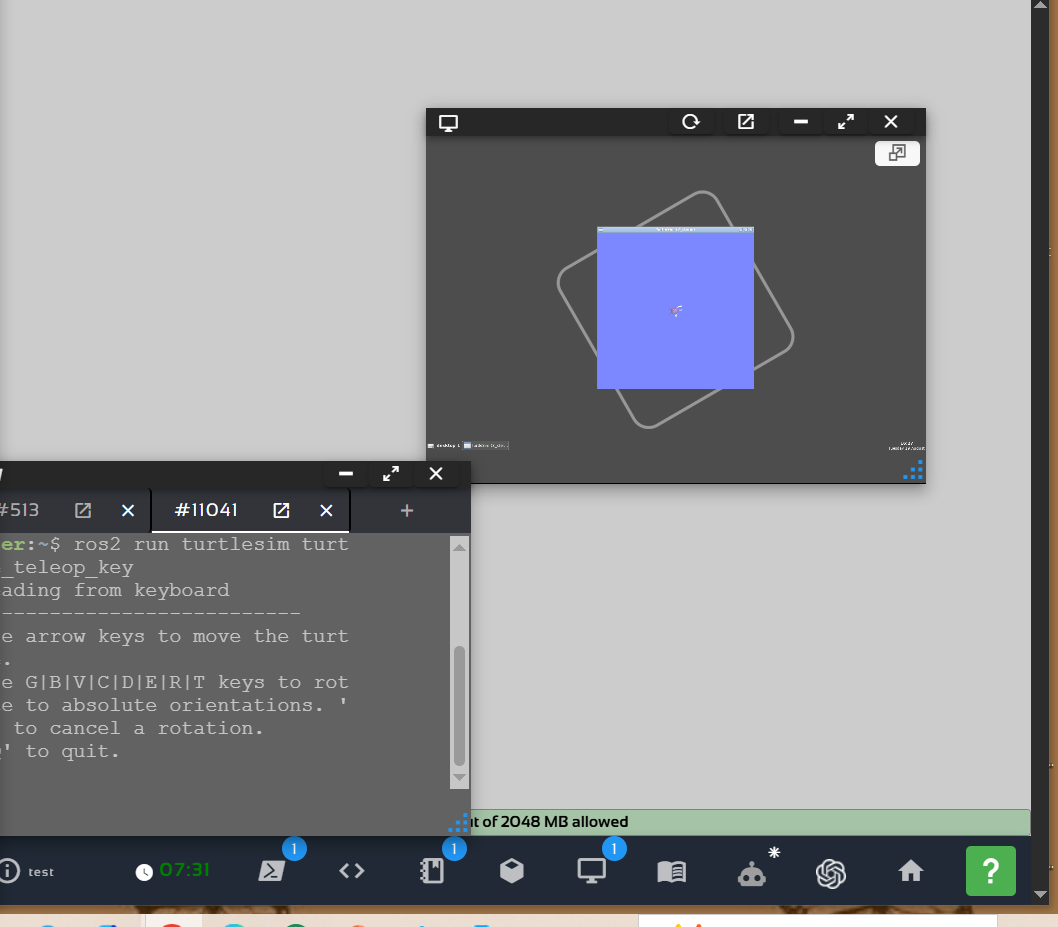 #513
#11041
+
er:~$ ros2 run turtlesim turt
_teleop_key
ading from keyboard
-------------------------
e arrow keys to move the turt
.
e G|B|V|C|D|E|R|T keys to rot
e to absolute orientations. '
to cancel a rotation.
' to quit.
t of 2048 MB allowed
1
1
1
test
07:31
?